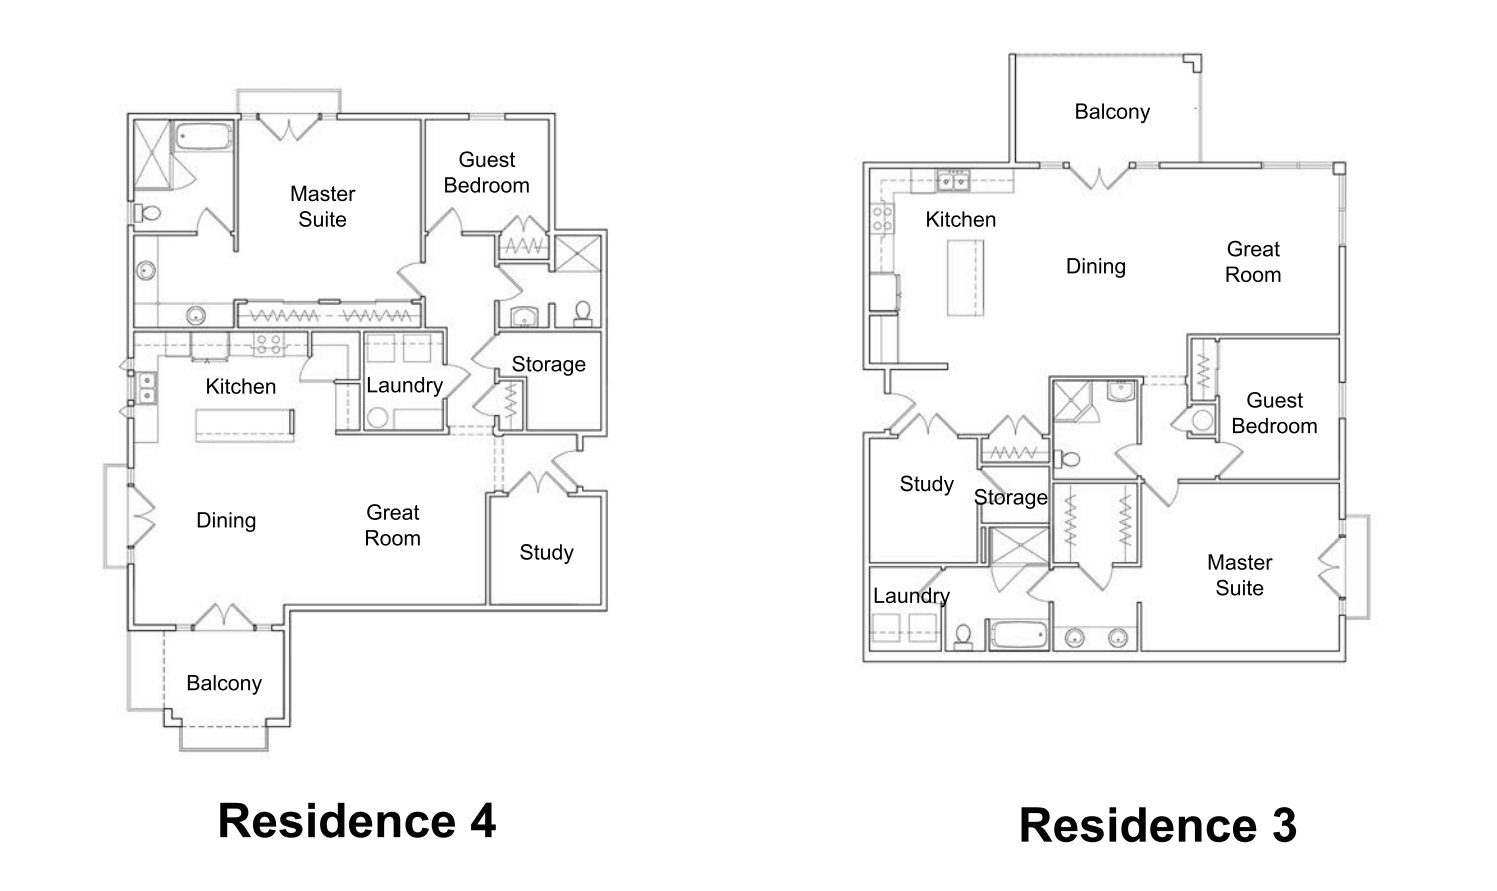 Guest
Bedroom
Master
Suite
Storage
Kitchen
Laundry
Dining
Great
Room
Study
Balcony
Residence 4
Balcony
Kitchen
Dining
Great
Room
Guest
Bedroom
Study
Storage
Master
Suite
Laundry
Residence 3